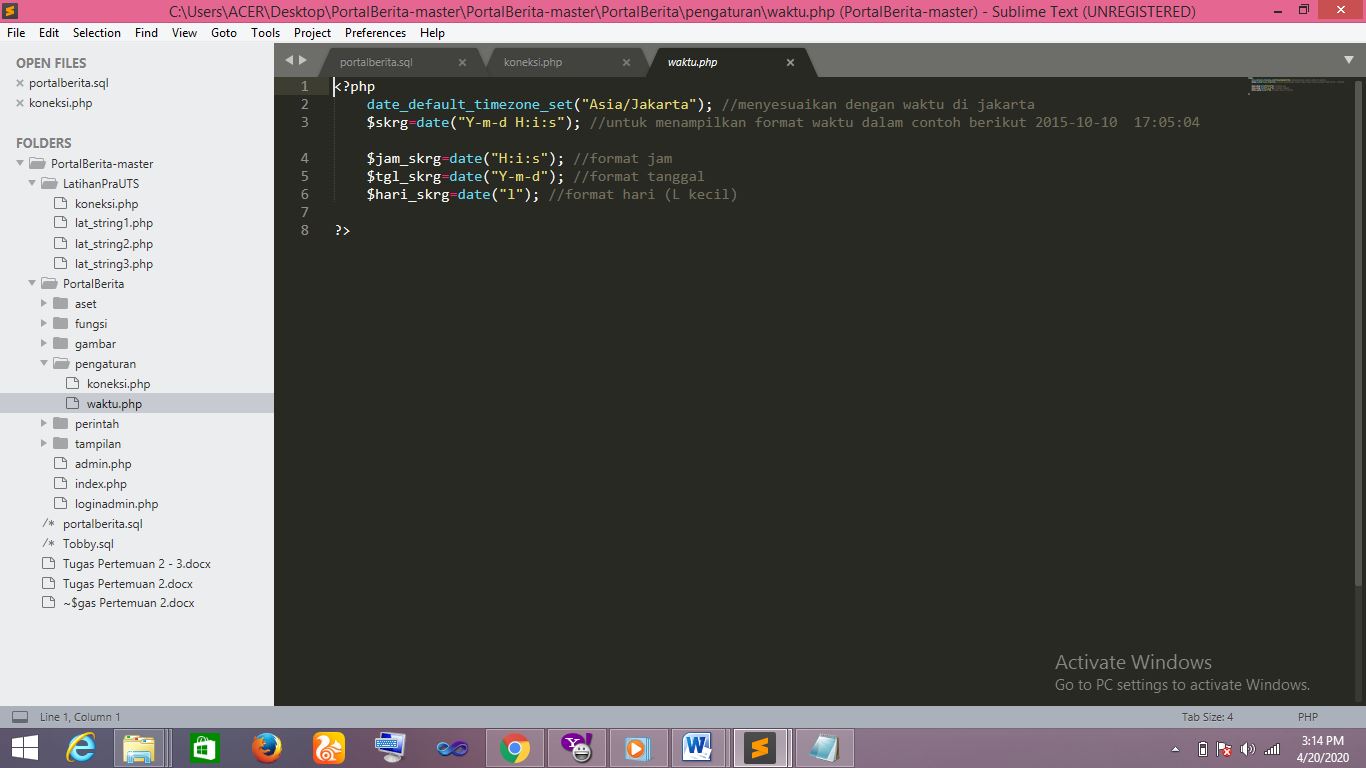 C:\Users\ACER\Desktop\PortalBerita-master\PortalBerita-master\PortalBerita\pengaturan\waktu.php (PortalBerita-master) - Sublime Text (UNREGISTERED)
File Edit Selection Find View Goto Tools Project Preferences Help
OPEN FILES
portalberita.sql
koneksi.php
FOLDERS
PortalBerita-master
LatihanPraUTS
koneksi.php
lat_string1.php
lat_string2.php
lat_string3.php
PortalBerita
aset
fungsi
gambar
pengaturan
koneksi.php
waktu.php
perintah
tampilan
admin.php
index.php
loginadmin.php
/* portalberita.sql
/* Tobby.sql
Tugas Pertemuan 2 - 3.docx
Tugas Pertemuan 2.docx
~$gas Pertemuan 2.docx
portalberita.sql koneksi.php waktu.php
1 <?php
2 date_default_timezone_set("Asia/Jakarta"); //menyesuaikan dengan waktu di jakarta
3 $skrg=date("Y-m-d H:i:s"); //untuk menampilkan format waktu dalam contoh berikut 2015-10-10  17:05:04
4 $jam_skrg=date("H:i:s"); //format jam
5 $tgl_skrg=date("Y-m-d"); //format tanggal
6 $hari_skrg=date("l"); //format hari (L kecil)
7
8 ?>
Activate Windows
Go to PC settings to activate Windows.
Line 1, Column 1 Tab Size: 4 PHP
3:14 PM
4/20/2020